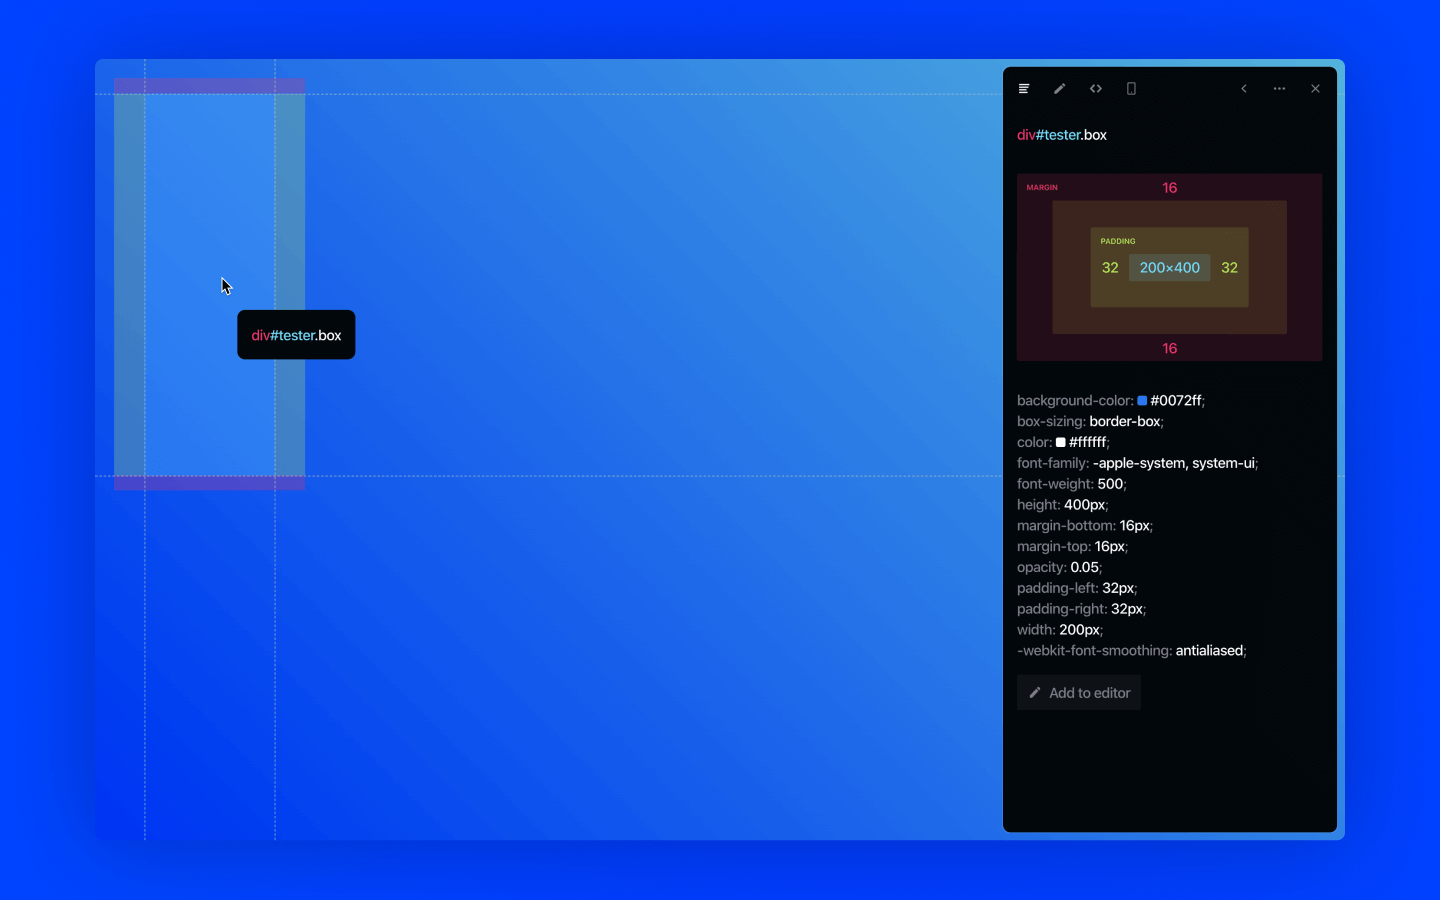 div#tester.box
MARGIN
16
PADDING
32 200×400 32
16
div#tester.box
background-color: #0072ff;
box-sizing: border-box;
color: #ffffff;
font-family: -apple-system, system-ui;
font-weight: 500;
height: 400px;
margin-bottom: 16px;
margin-top: 16px;
opacity: 0.05;
padding-left: 32px;
padding-right: 32px;
width: 200px;
-webkit-font-smoothing: antialiased;
Add to editor